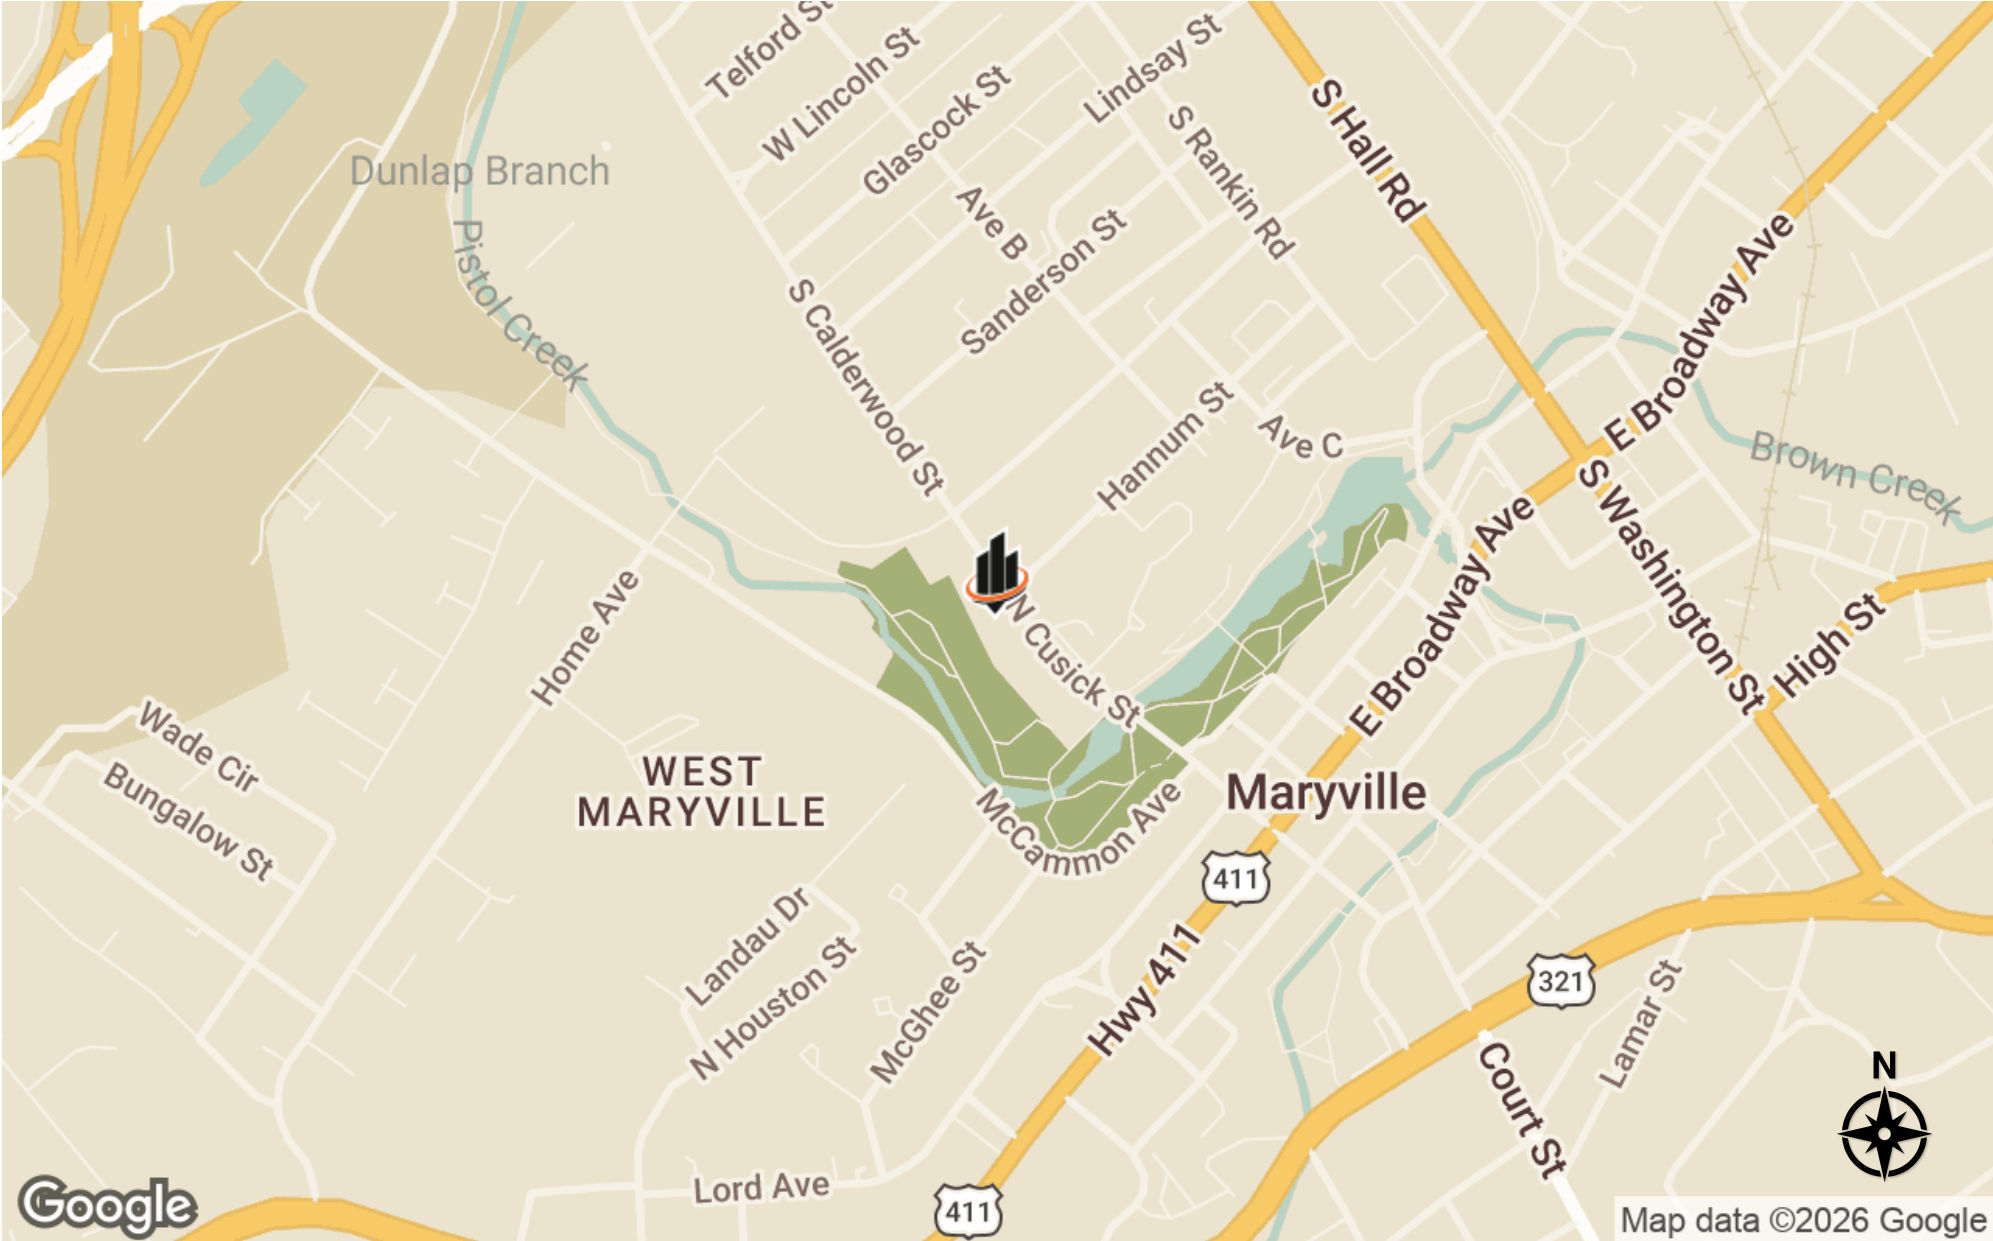 Telford St
W Lincoln St
Glascock St
Lindsay St
S Rankin Rd
S Hall Rd
Dunlap Branch
Pistol Creek
Ave B
Sanderson St
S Calderwood St
E Broadway Ave
Hannum St
Ave C
Brown Creek
E Broadway Ave
S Washington St
High St
Home Ave
N Cusick St
E Broadway Ave
Wade Cir
Bungalow St
WEST
MARYVILLE
Maryville
McCammon Ave
411
Landau Dr
N Houston St
McGhee St
Hwy 411
321
Lamar St
Court St
N
Lord Ave
411
Google
Map data ©2026 Google